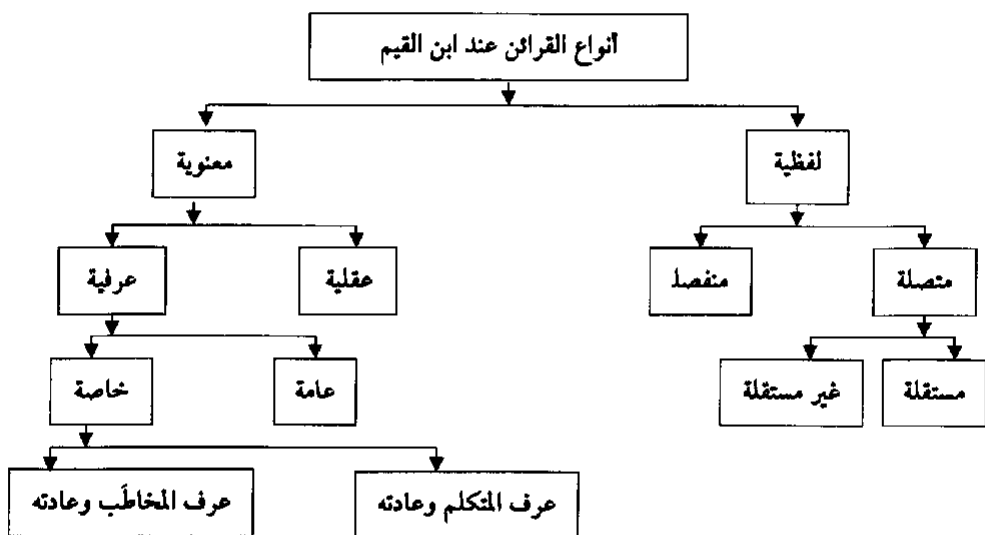 أنواع القرائن عند ابن القيم
لفظية
معنوية
متصلة
منفصلـ
عقلية
عرفية
مستقلة
غير مستقلة
عامة
خاصة
عرف المتكلم وعادته
عرف المخاطَب وعادته